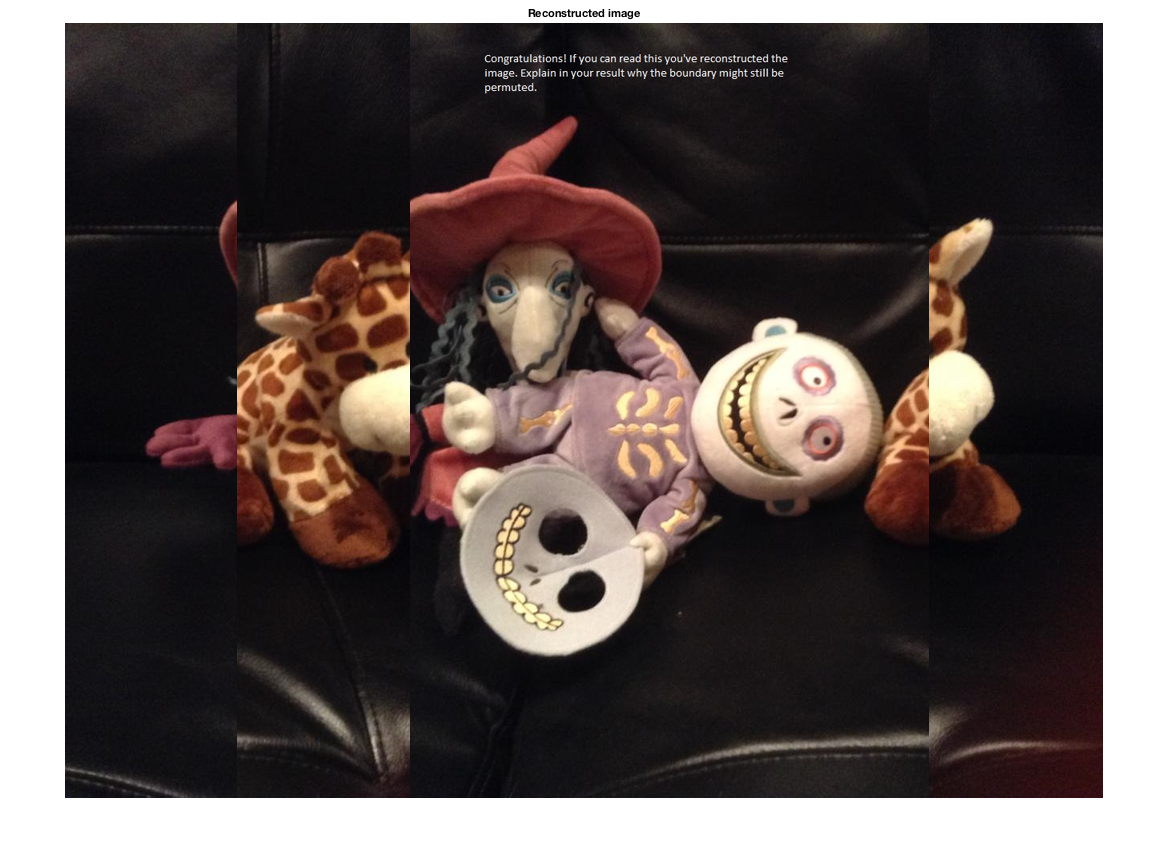 Reconstructed image
Congratulations! If you can read this you've reconstructed the
image. Explain in your result why the boundary might still be
permuted.